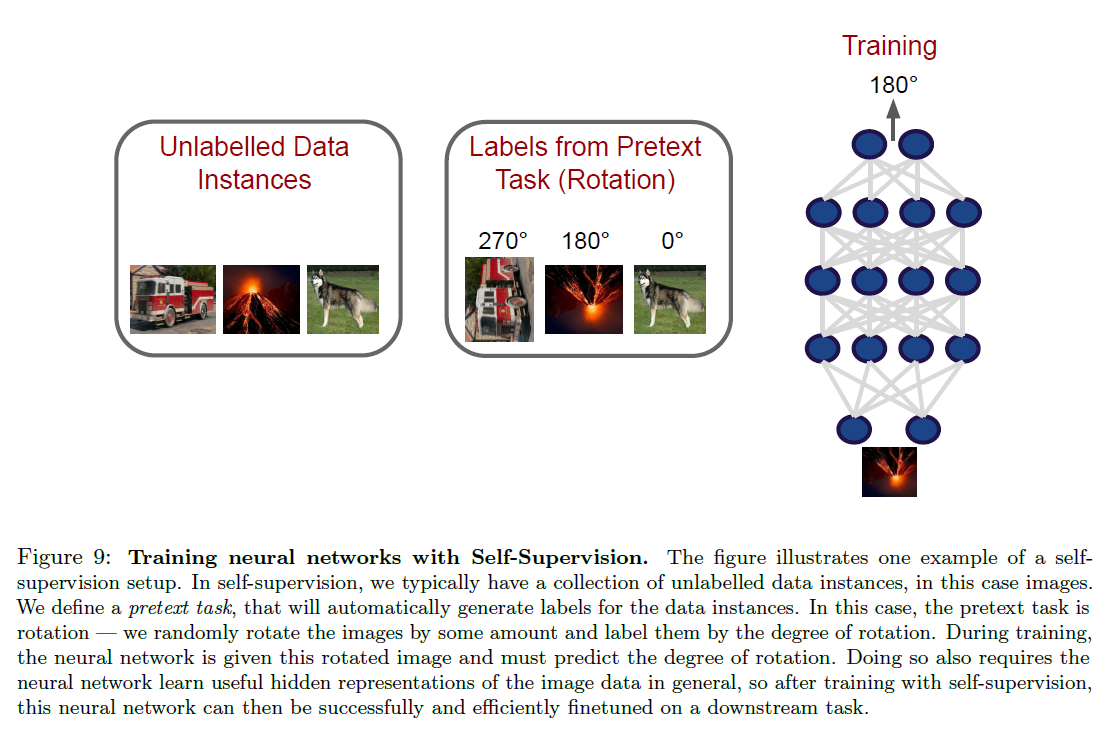 Training
180°
Unlabelled Data
Instances
Labels from Pretext
Task (Rotation)
270°
180°
0°
Figure 9: Training neural networks with Self-Supervision. The figure illustrates one example of a self-
supervision setup. In self-supervision, we typically have a collection of unlabelled data instances, in this case images.
We define a pretext task, that will automatically generate labels for the data instances. In this case, the pretext task is
rotation — we randomly rotate the images by some amount and label them by the degree of rotation. During training,
the neural network is given this rotated image and must predict the degree of rotation. Doing so also requires the
neural network learn useful hidden representations of the image data in general, so after training with self-supervision,
this neural network can then be successfully and efficiently finetuned on a downstream task.